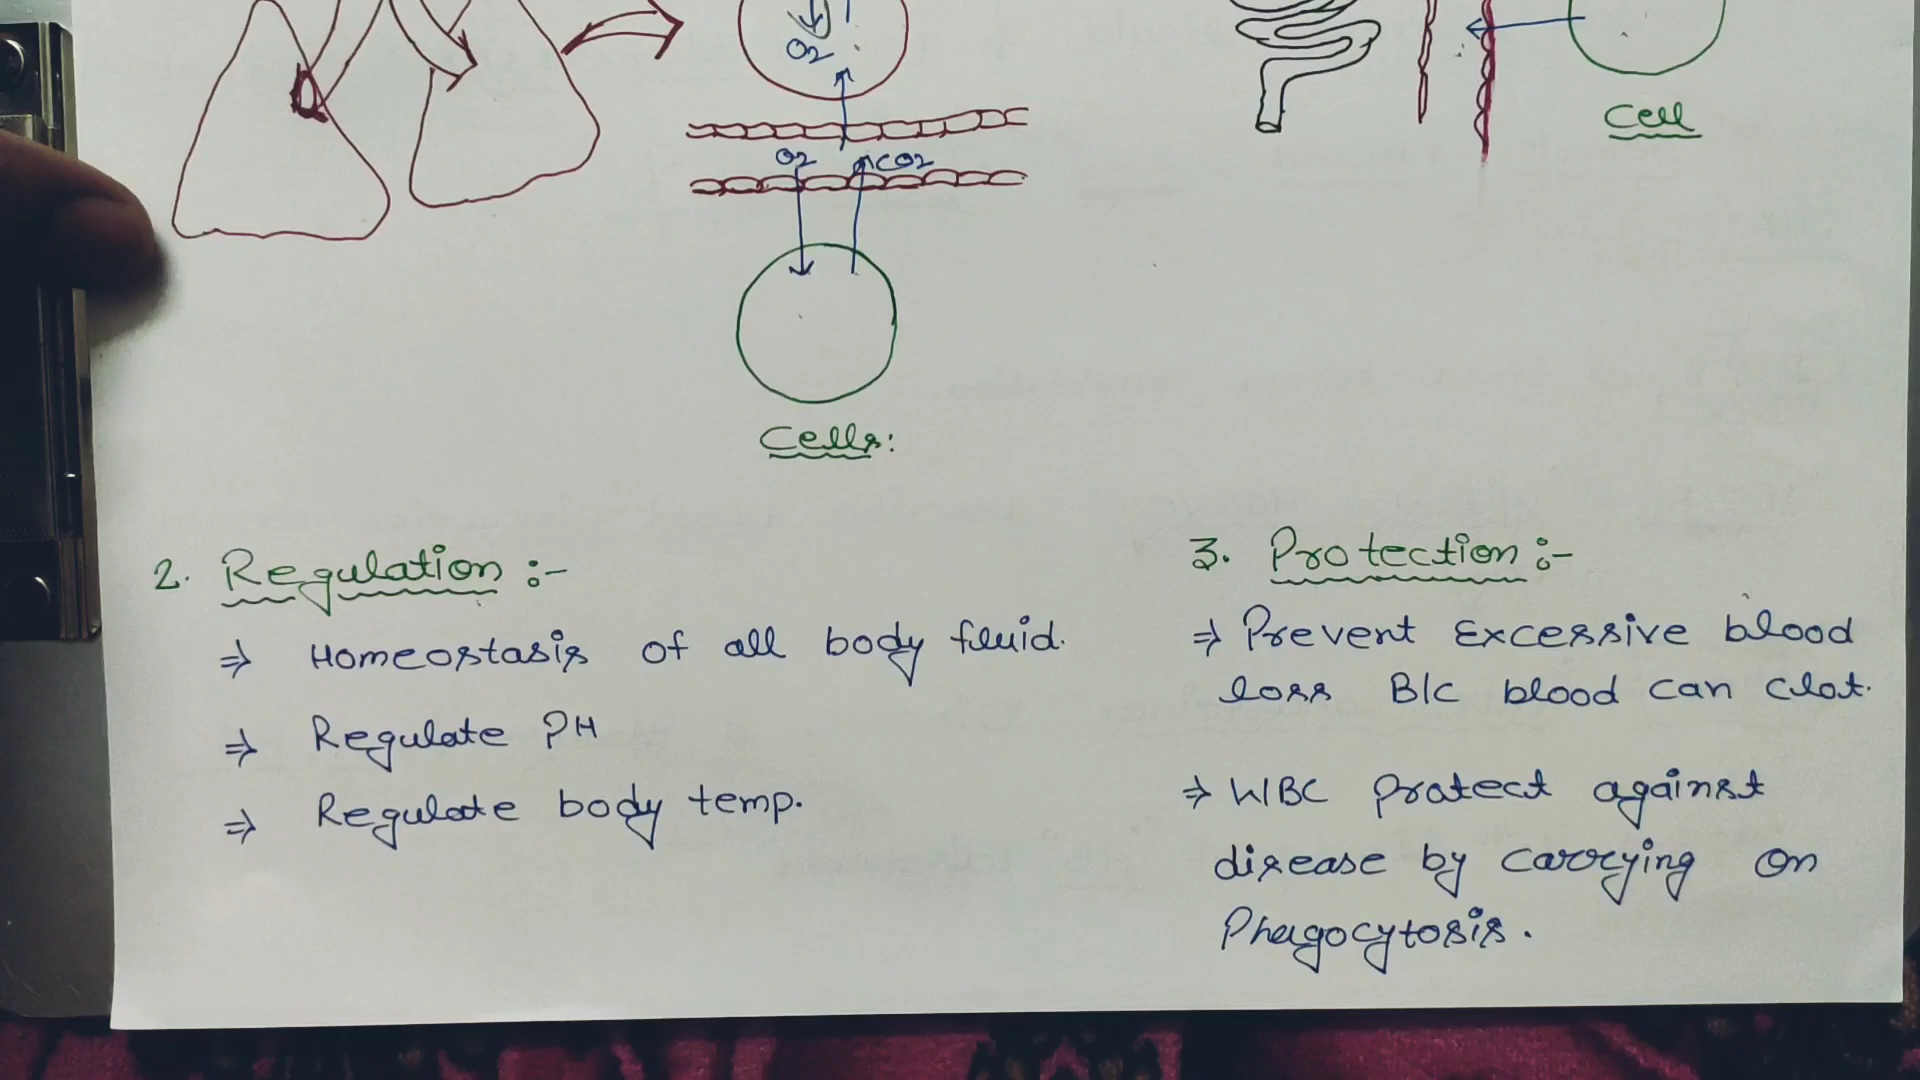 O2
Cell
O2 CO2
Cells:
2. Regulation :-
⇒ Homeostasis of all body fluid.
⇒ Regulate PH
⇒ Regulate body temp.
3. Protection :-
⇒ Prevent Excessive blood
loss B/c blood can clot.
⇒ WBC protect against
disease by carrying on
Phagocytosis.